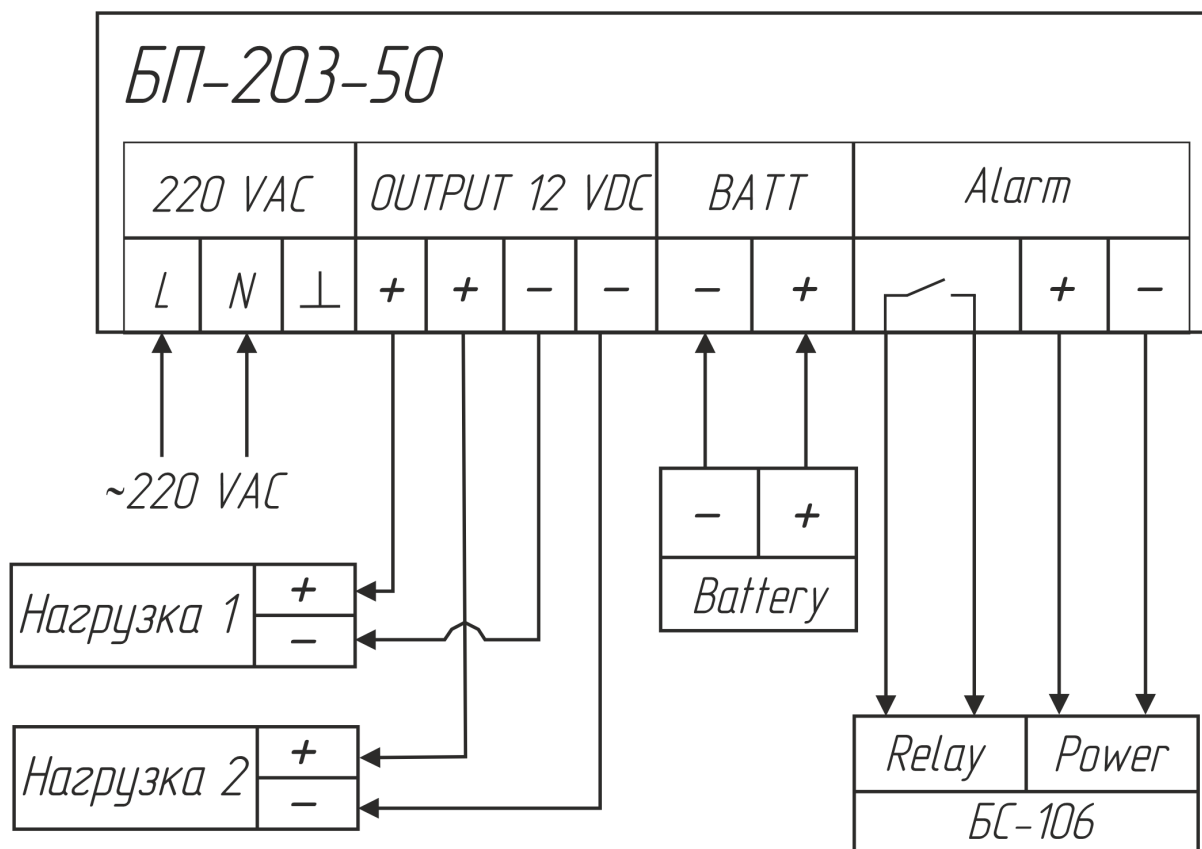 БП-203-50
220 VAC OUTPUT 12 VDC BATT Alarm
L N ⊥ + + - - - + + -
~220 VAC
- +
Battery
Нагрузка 1 + -
Нагрузка 2 + -
Relay Power
БС-106